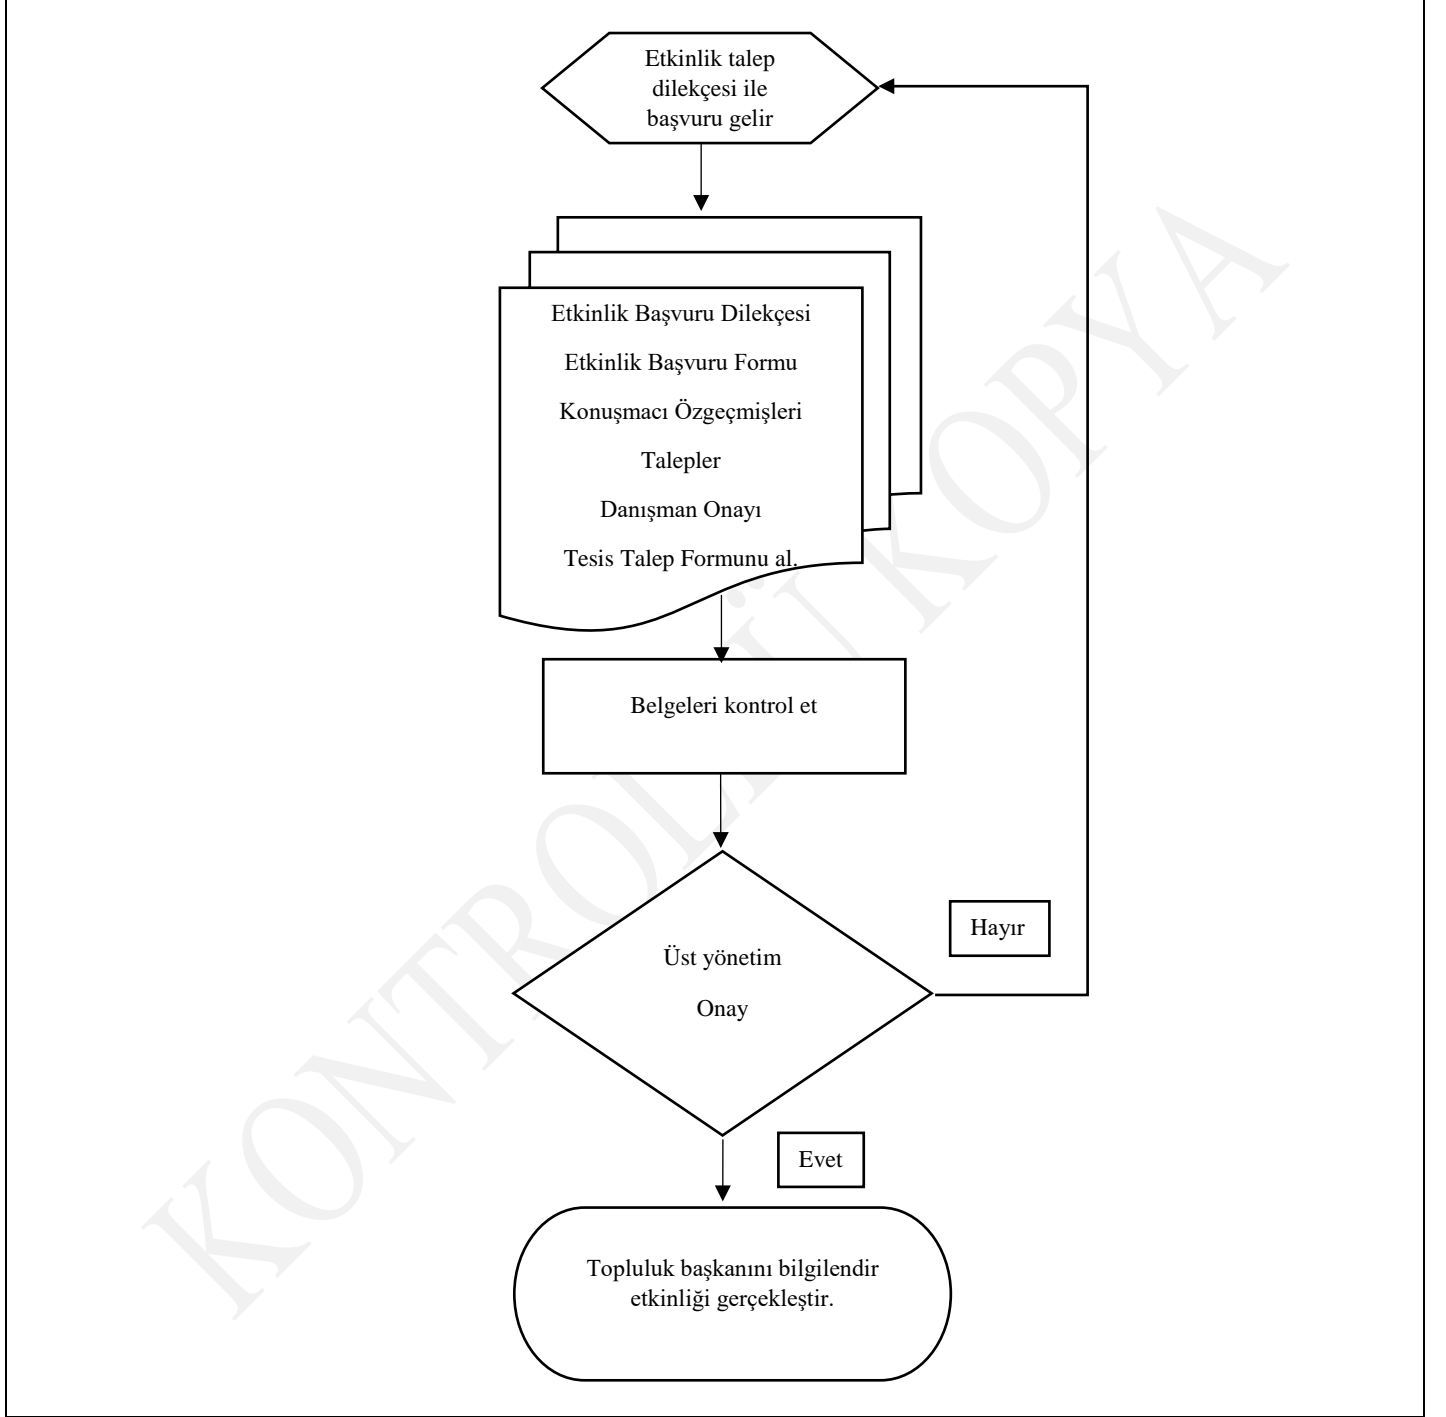 Etkinlik talep
dilekçesi ile
başvuru gelir
Etkinlik Başvuru Dilekçesi
Etkinlik Başvuru Formu
Konuşmacı Özgeçmişleri
Talepler
Danışman Onayı
Tesis Talep Formunu al.
Belgeleri kontrol et
Üst yönetim
Onay
Hayır
Evet
Topluluk başkanını bilgilendir
etkinliği gerçekleştir.
KONTROLLÜ KOPYA